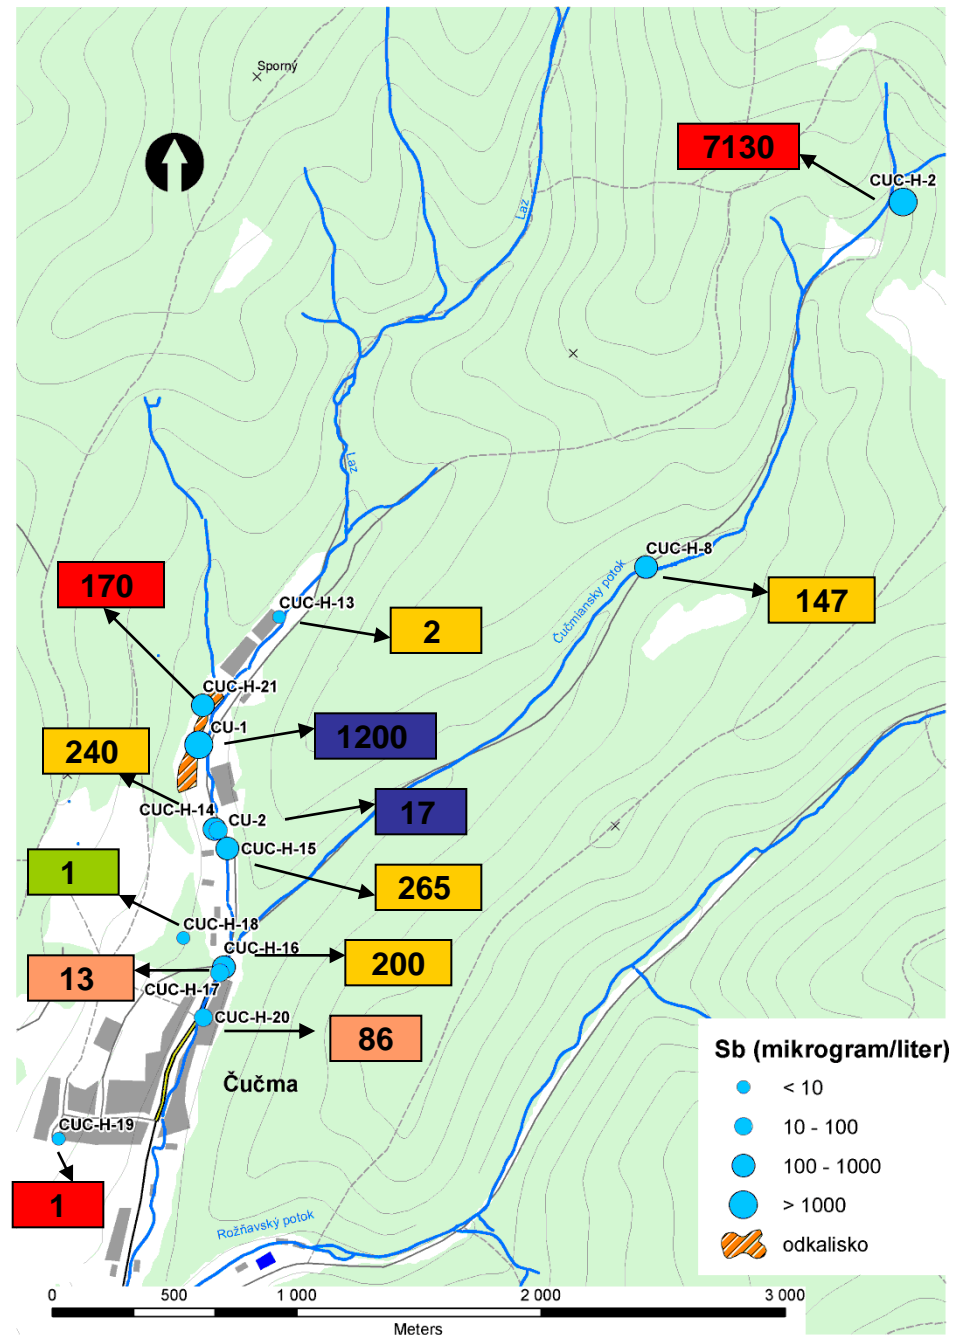 Sporný
7130
CUC-H-2
Laz
Laz
CUC-H-8
170
CUC-H-13
147
Čučmiansky potok
2
CUC-H-21
CU-1
1200
240
CUC-H-14
CU-2
17
CUC-H-15
1
265
CUC-H-18
CUC-H-16
200
13
CUC-H-17
CUC-H-20
86
Čučma
CUC-H-19
1
Rožňavský potok
Sb (mikrogram/liter)
< 10
10 - 100
100 - 1000
> 1000
odkalisko
0 500 1 000 2 000 3 000
Meters